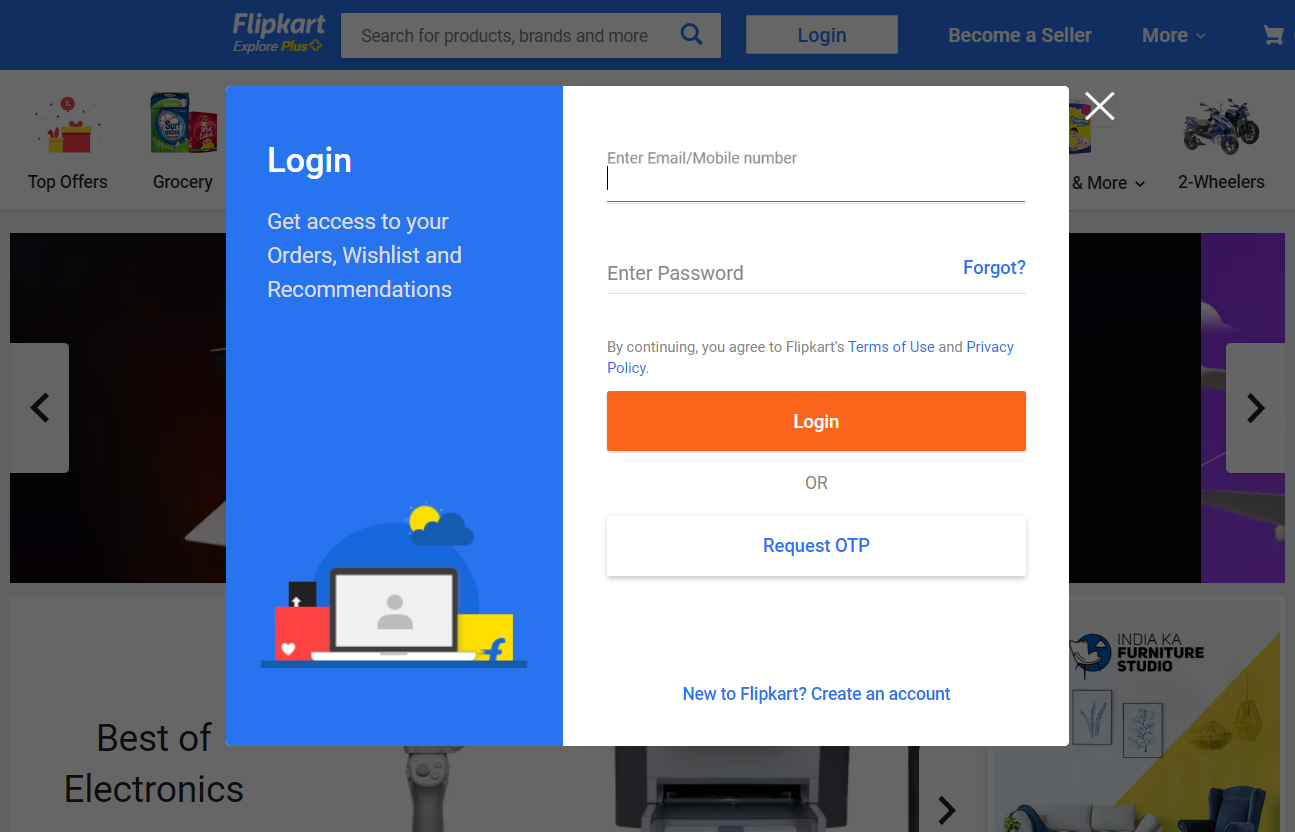 Flipkart
Explore Plus
Search for products, brands and more
Login
Become a Seller
More
Top Offers
Grocery
& More
2-Wheelers
Login
Get access to your
Orders, Wishlist and
Recommendations
Enter Email/Mobile number
Enter Password
Forgot?
By continuing, you agree to Flipkart's Terms of Use and Privacy
Policy.
Login
OR
Request OTP
New to Flipkart? Create an account
Best of
Electronics
INDIA KA
FURNITURE
STUDIO
Surf
excel